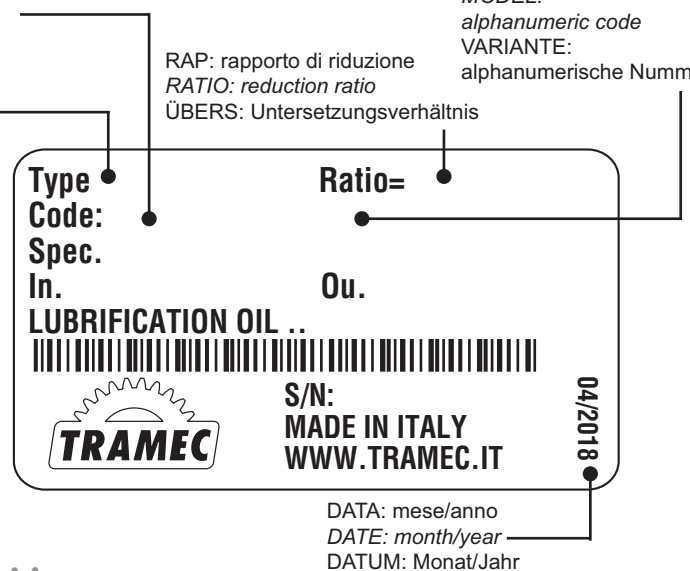 alphanumeric code
VARIANTE:
alphanumerische Numm
RAP: rapporto di riduzione
RATIO: reduction ratio
ÜBERS: Untersetzungsverhältnis
Type Ratio=
Code:
Spec.
In. Ou.
LUBRIFICATION OIL ..
TRAMEC
S/N:
MADE IN ITALY
WWW.TRAMEC.IT
04/2018
DATA: mese/anno
DATE: month/year
DATUM: Monat/Jahr